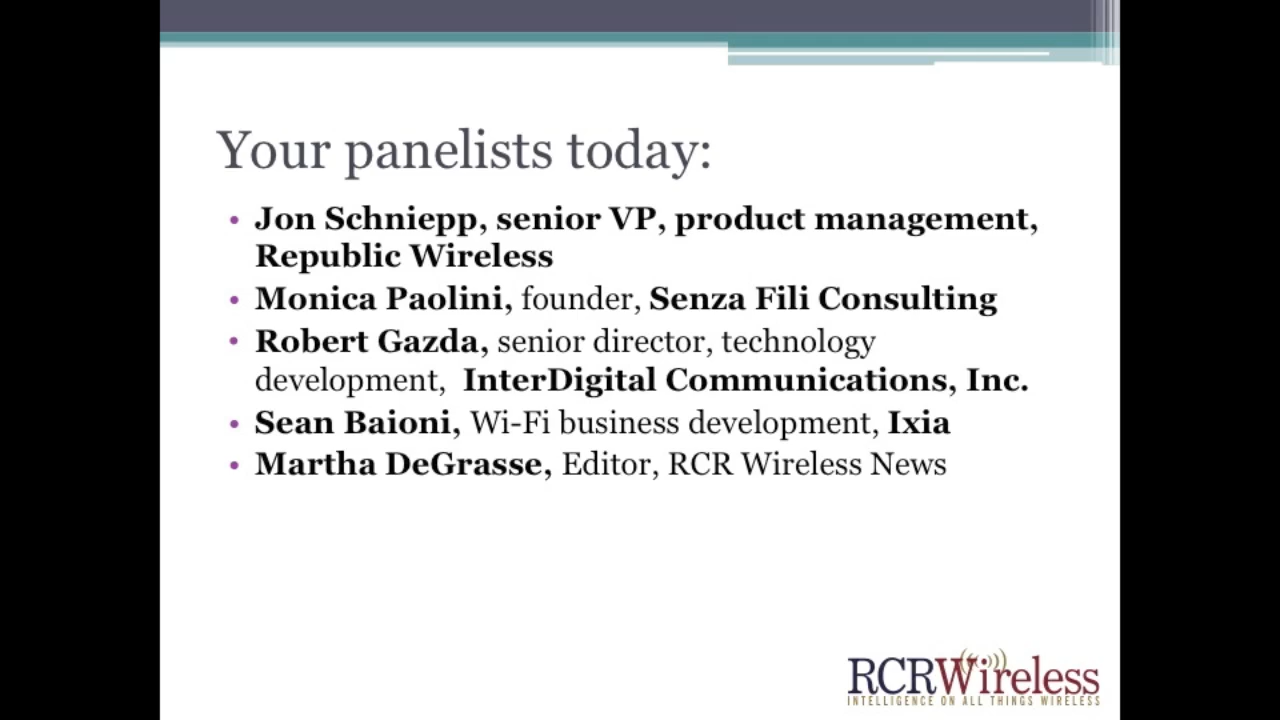 Your panelists today:
• Jon Schniepp, senior VP, product management,
Republic Wireless
• Monica Paolini, founder, Senza Fili Consulting
• Robert Gazda, senior director, technology
development, InterDigital Communications, Inc.
• Sean Baioni, Wi-Fi business development, Ixia
• Martha DeGrasse, Editor, RCR Wireless News
RCRWireless
INTELLIGENCE ON ALL THINGS WIRELESS